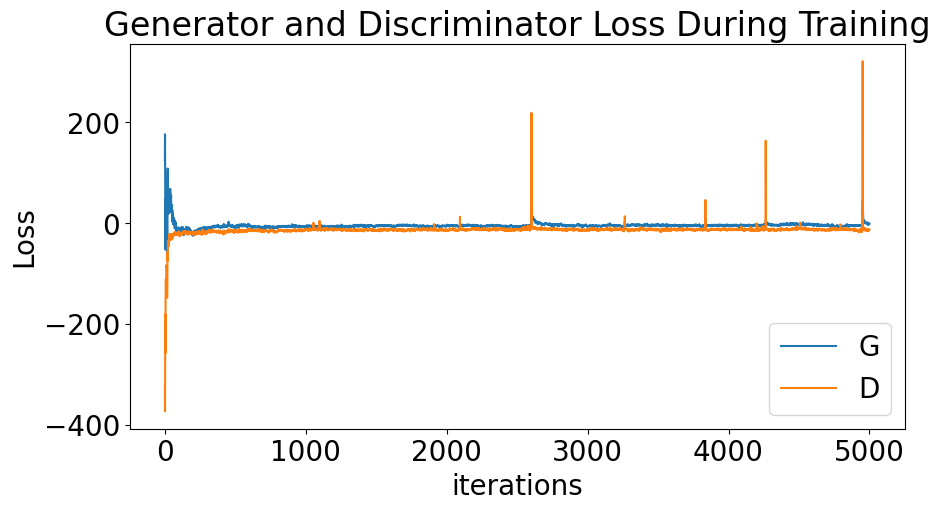 Generator and Discriminator Loss During Training
200
0
−200
−400
Loss
G
D
0 1000 2000 3000 4000 5000
iterations